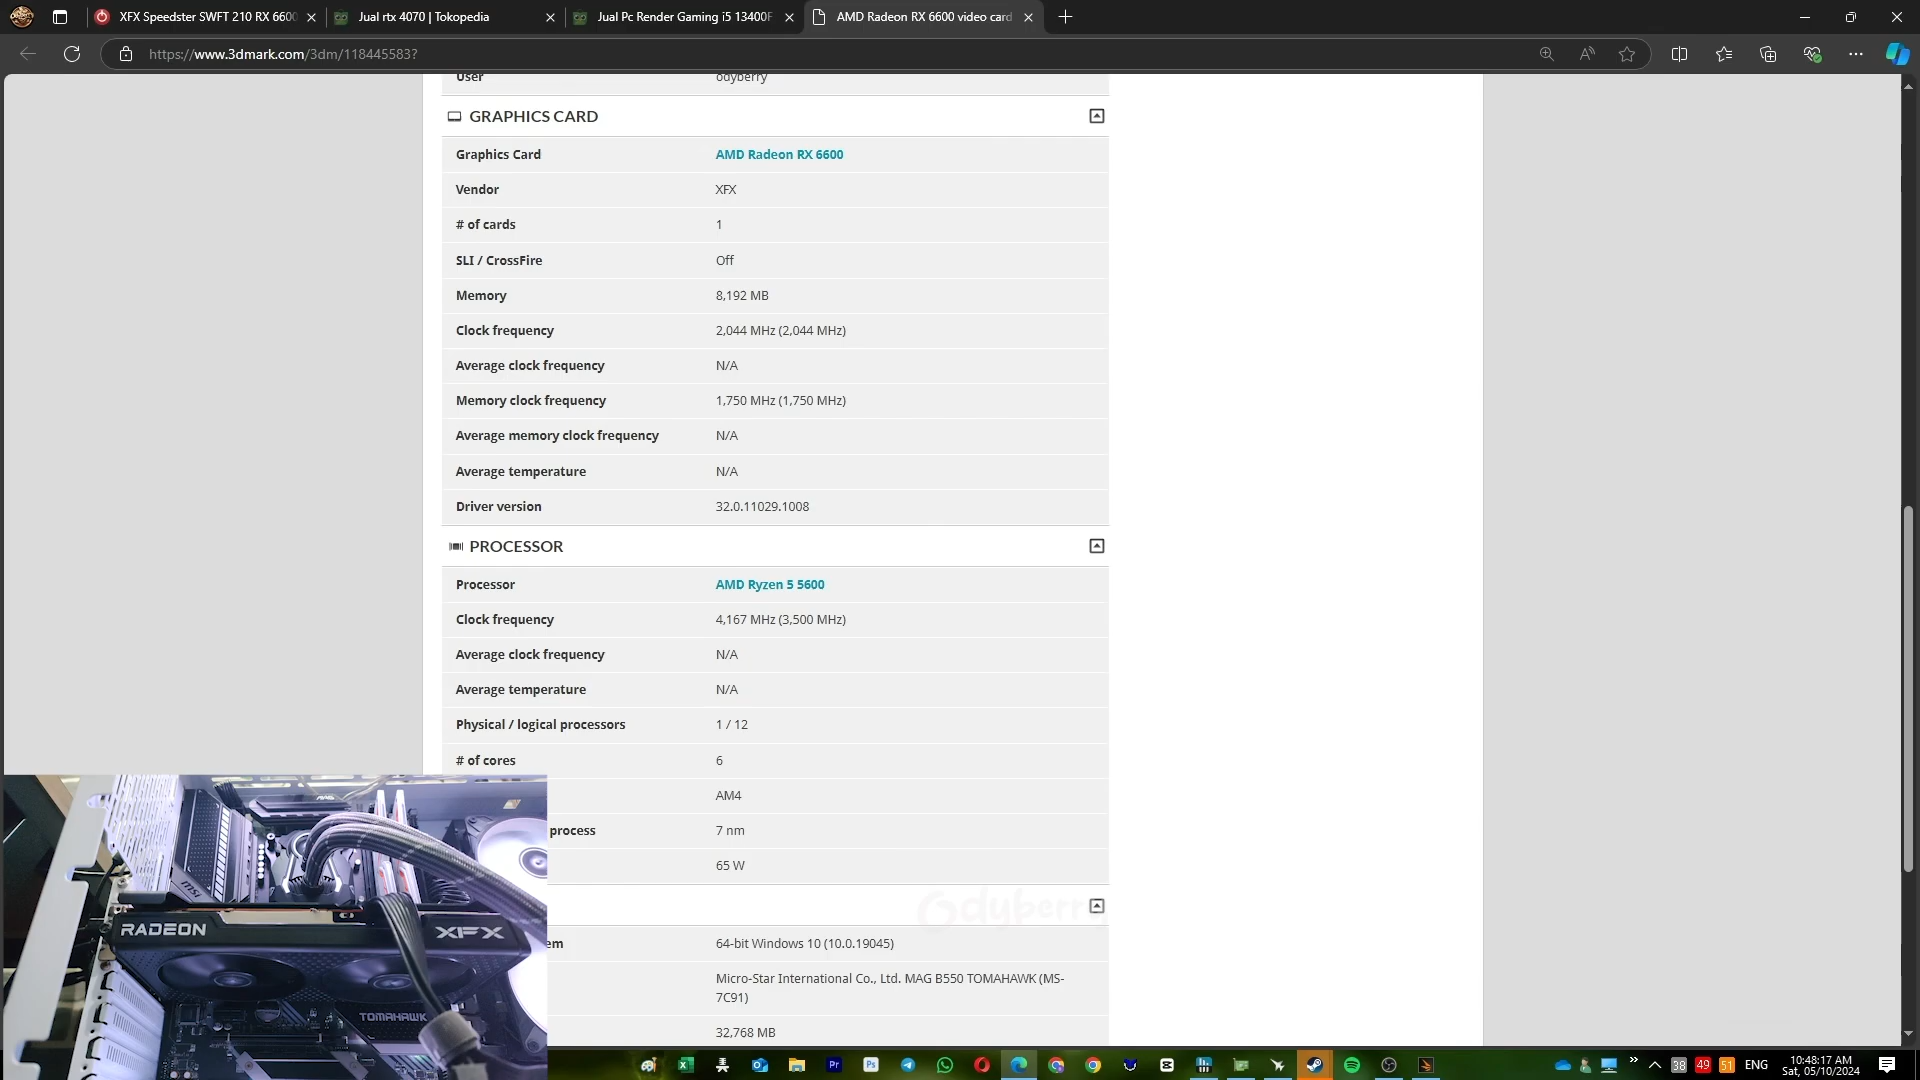 XFX Speedster SWFT 210 RX 6600
Jual rtx 4070 | Tokopedia
Jual Pc Render Gaming i5 13400F
AMD Radeon RX 6600 video card
https://www.3dmark.com/3dm/118445583?
User odyberry
GRAPHICS CARD
Graphics Card AMD Radeon RX 6600
Vendor XFX
# of cards 1
SLI / CrossFire Off
Memory 8,192 MB
Clock frequency 2,044 MHz (2,044 MHz)
Average clock frequency N/A
Memory clock frequency 1,750 MHz (1,750 MHz)
Average memory clock frequency N/A
Average temperature N/A
Driver version 32.0.11029.1008
PROCESSOR
Processor AMD Ryzen 5 5600
Clock frequency 4,167 MHz (3,500 MHz)
Average clock frequency N/A
Average temperature N/A
Physical / logical processors 1 / 12
# of cores 6
AM4
process 7 nm
65 W
Odyberry
em 64-bit Windows 10 (10.0.19045)
Micro-Star International Co., Ltd. MAG B550 TOMAHAWK (MS-
7C91)
32,768 MB
msi
RADEON
XFX
TOMAHAWK
38 49 51 ENG
10:48:17 AM
Sat, 05/10/2024